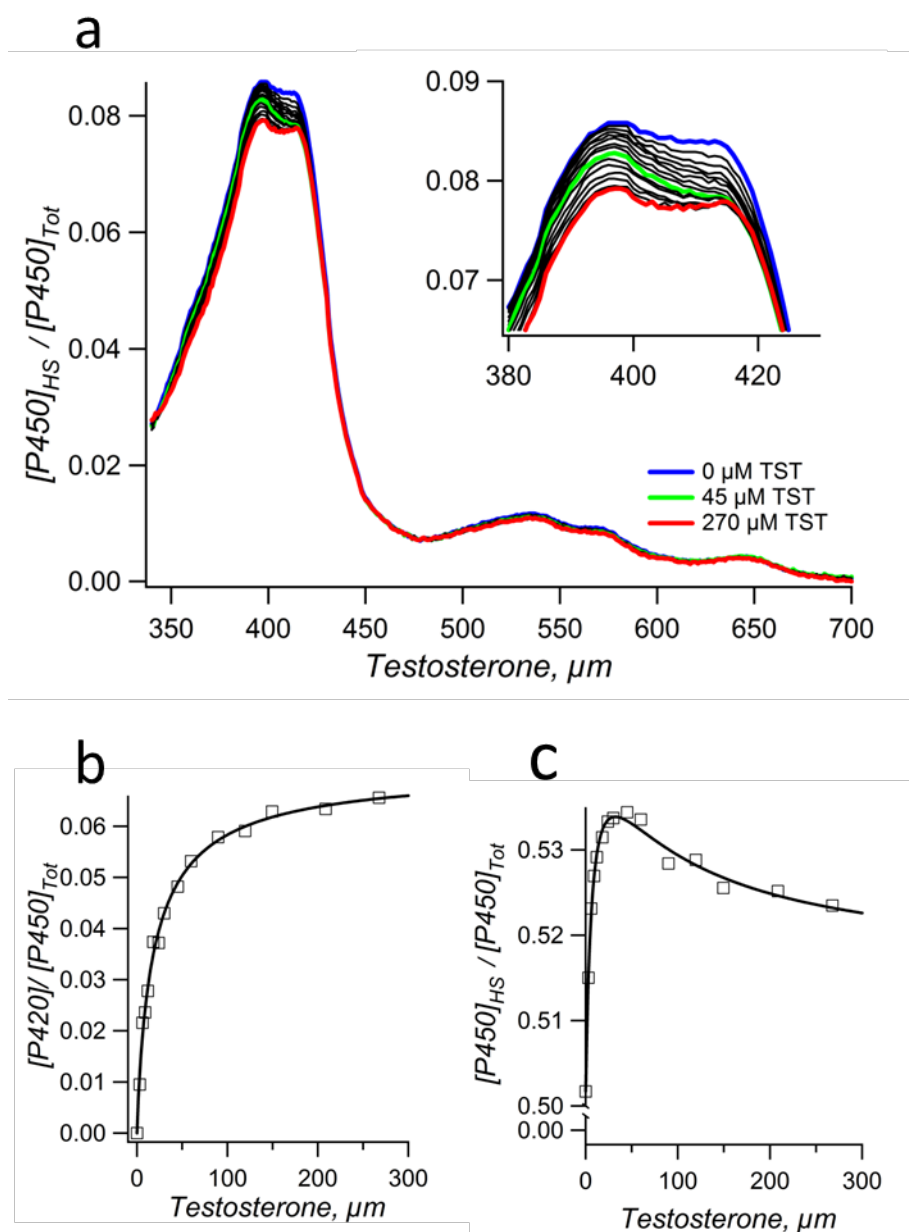 a
[P450]HS / [P450]Tot
0.08
0.06
0.04
0.02
0.00
350 400 450 500 550 600 650 700
Testosterone, μm
0.09
0.08
0.07
380 400 420
0 μM TST
45 μM TST
270 μM TST
b
[P420]/ [P450]Tot
0.06
0.05
0.04
0.03
0.02
0.01
0.00
0 100 200 300
Testosterone, μm
c
[P450]HS / [P450]Tot
0.53
0.52
0.51
0.50
0.00
0 100 200 300
Testosterone, μm